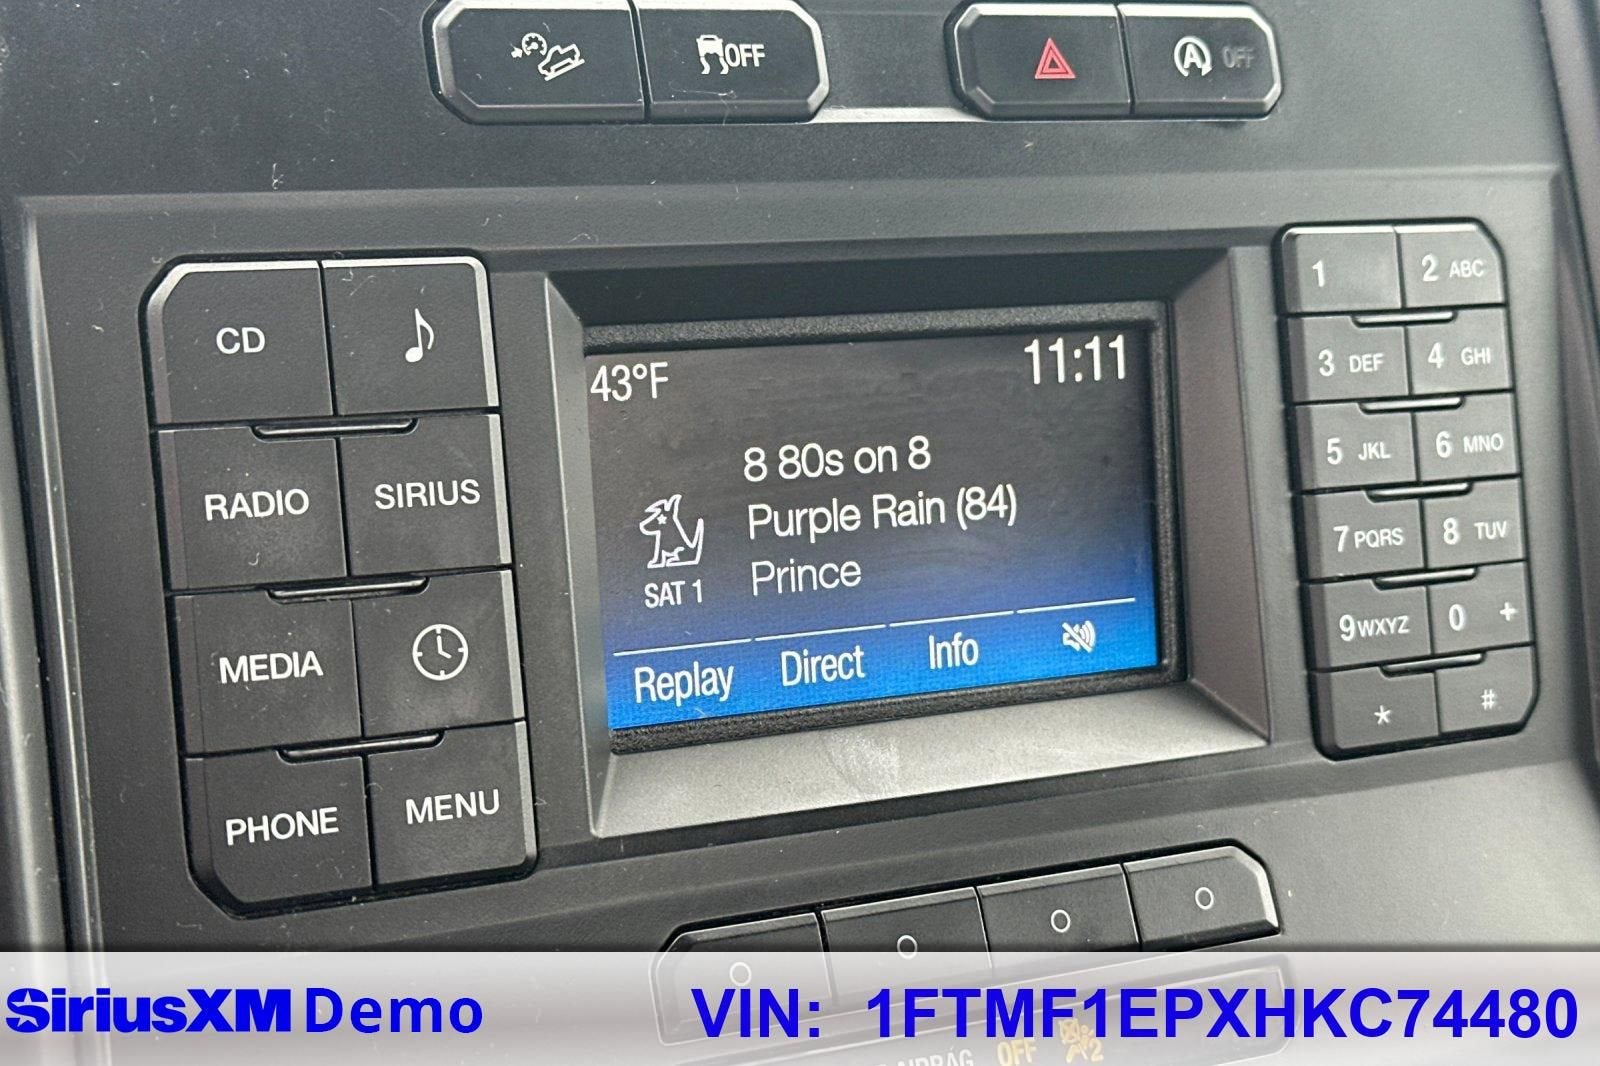 OFF
A OFF
CD
RADIO
SIRIUS
MEDIA
PHONE
MENU
43°F
11:11
8 80s on 8
Purple Rain (84)
Prince
SAT 1
Replay
Direct
Info
1
2 ABC
3 DEF
4 GHI
5 JKL
6 MNO
7 PQRS
8 TUV
9 WXYZ
0 +
*
#
SiriusXM Demo
VIN: 1FTMF1EPXHKC74480
OFF
2